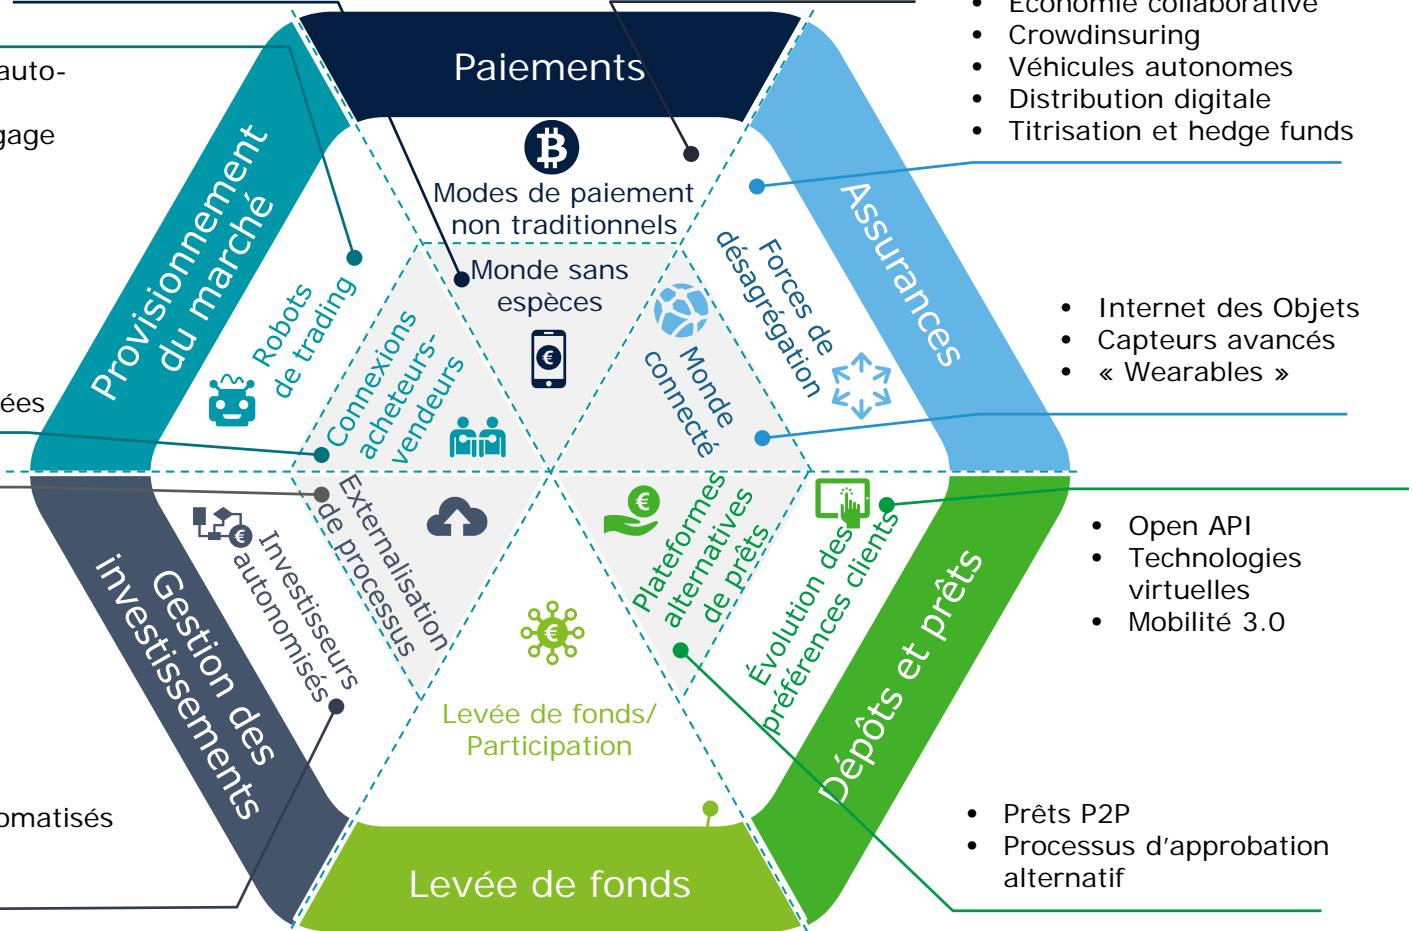 Paiements
Modes de paiement
non traditionnels
Monde sans
espèces
Provisionnement
du marché
Robots
de trading
Connexions
acheteurs-
vendeurs
Assurances
Forces de
désagrégation
Monde
connecté
Gestion des
investissements
Investisseurs
autonomisés
Externalisation
de processus
Plateformes
alternatives
de prêts
Évolution des
préférences clients
Dépôts et prêts
Levée de fonds/
Participation
Levée de fonds
• Économie collaborative
• Crowdinsuring
• Véhicules autonomes
• Distribution digitale
• Titrisation et hedge funds
• Internet des Objets
• Capteurs avancés
• « Wearables »
• Open API
• Technologies
virtuelles
• Mobilité 3.0
• Prêts P2P
• Processus d’approbation
alternatif
auto-
gage
ées
omatisés